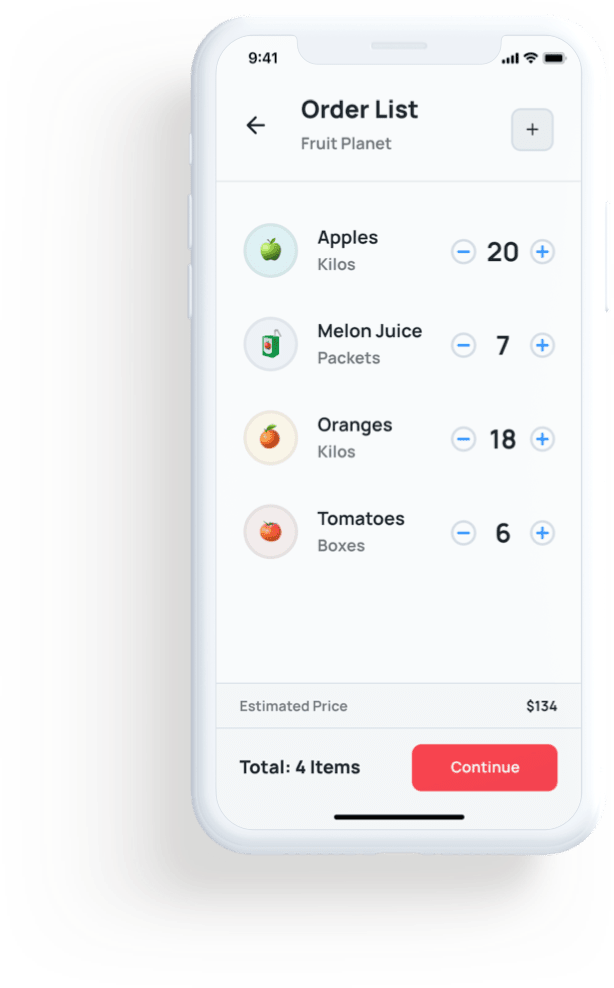 9:41
Order List
Fruit Planet
+
Apples
Kilos
− 20 +
Melon Juice
Packets
− 7 +
Oranges
Kilos
− 18 +
Tomatoes
Boxes
− 6 +
Estimated Price $134
Total: 4 Items Continue